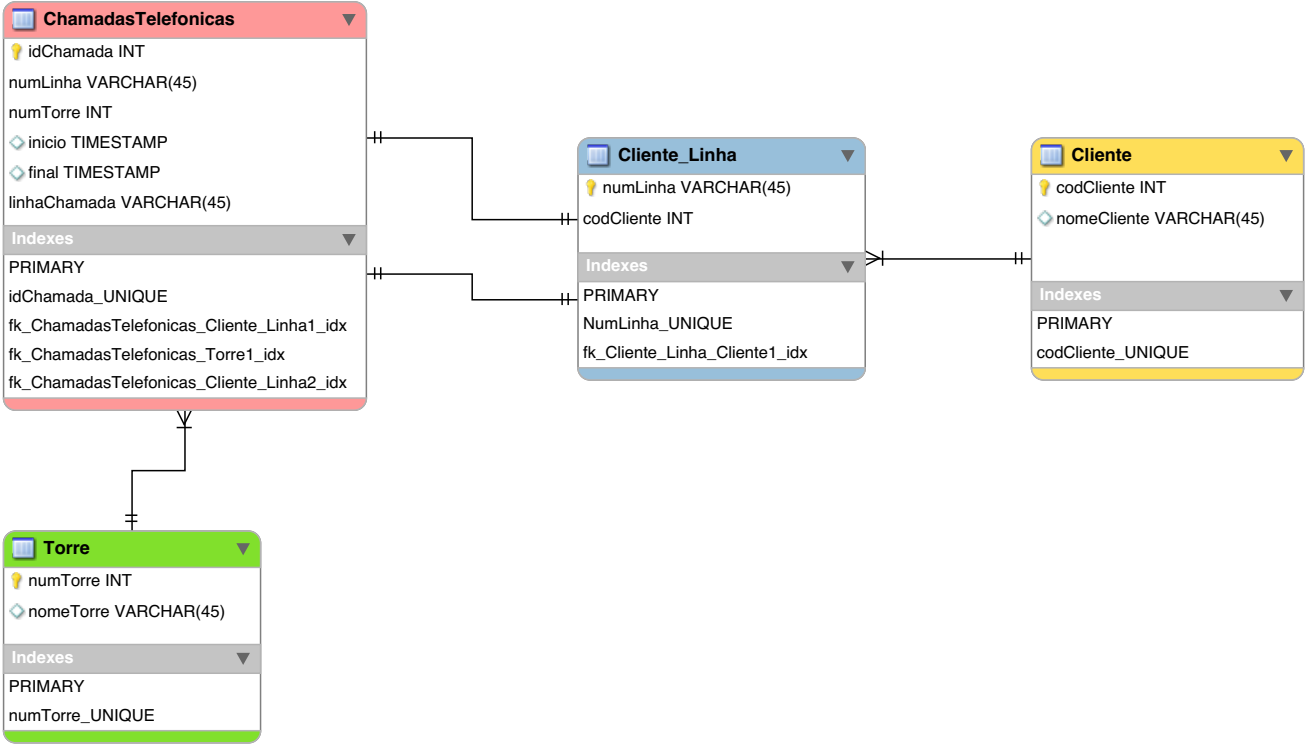 ChamadasTelefonicas
idChamada INT
numLinha VARCHAR(45)
numTorre INT
inicio TIMESTAMP
final TIMESTAMP
linhaChamada VARCHAR(45)
Indexes
PRIMARY
idChamada_UNIQUE
fk_ChamadasTelefonicas_Cliente_Linha1_idx
fk_ChamadasTelefonicas_Torre1_idx
fk_ChamadasTelefonicas_Cliente_Linha2_idx
Cliente_Linha
numLinha VARCHAR(45)
codCliente INT
Indexes
PRIMARY
NumLinha_UNIQUE
fk_Cliente_Linha_Cliente1_idx
Cliente
codCliente INT
nomeCliente VARCHAR(45)
Indexes
PRIMARY
codCliente_UNIQUE
Torre
numTorre INT
nomeTorre VARCHAR(45)
Indexes
PRIMARY
numTorre_UNIQUE